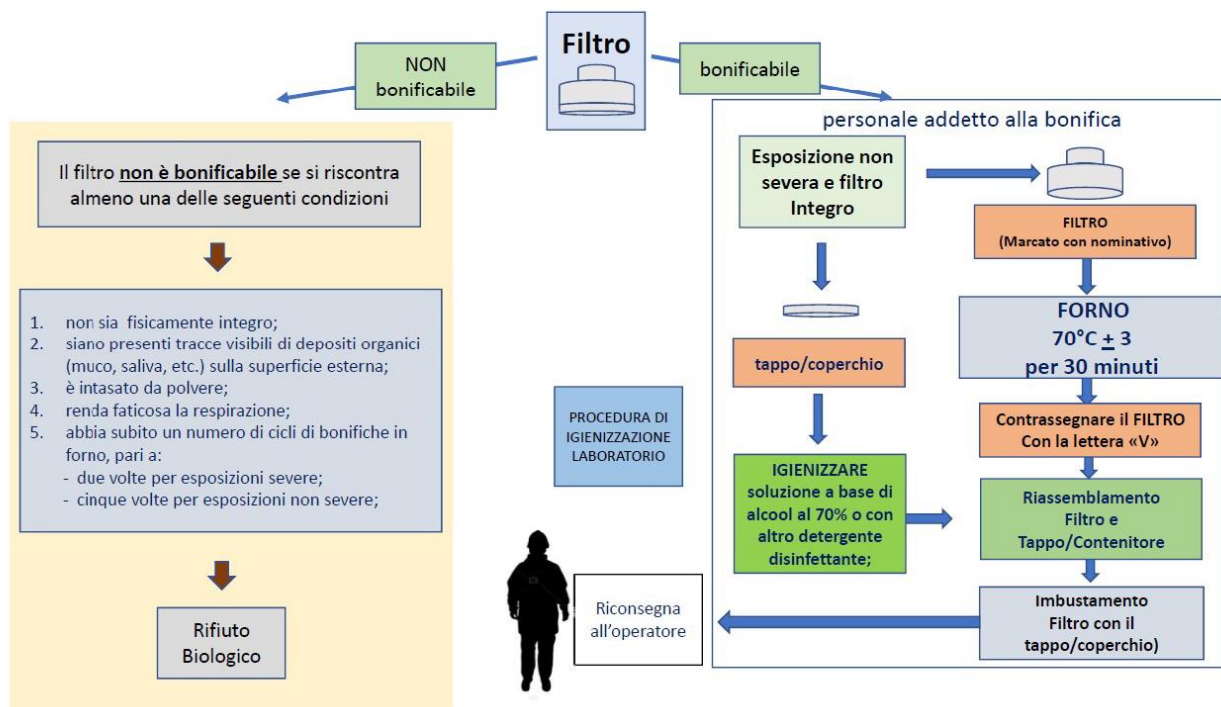 Filtro
NON
bonificabile
bonificabile
Il filtro non è bonificabile se si riscontra
almeno una delle seguenti condizioni
1. non sia fisicamente integro;
2. siano presenti tracce visibili di depositi organici
(muco, saliva, etc.) sulla superficie esterna;
3. è intasato da polvere;
4. renda faticosa la respirazione;
5. abbia subito un numero di cicli di bonifiche in
forno, pari a:
- due volte per esposizioni severe;
- cinque volte per esposizioni non severe;
Rifiuto
Biologico
PROCEDURA DI
IGIENIZZAZIONE
LABORATORIO
personale addetto alla bonifica
Esposizione non
severa e filtro
Integro
tappo/coperchio
IGIENIZZARE
soluzione a base di
alcool al 70% o con
altro detergente
disinfettante;
FILTRO
(Marcato con nominativo)
FORNO
70°C ± 3
per 30 minuti
Contrassegnare il FILTRO
Con la lettera «V»
Riassemblamento
Filtro e
Tappo/Contenitore
Imbustamento
Filtro con il
tappo/coperchio)
Riconsegna
all'operatore